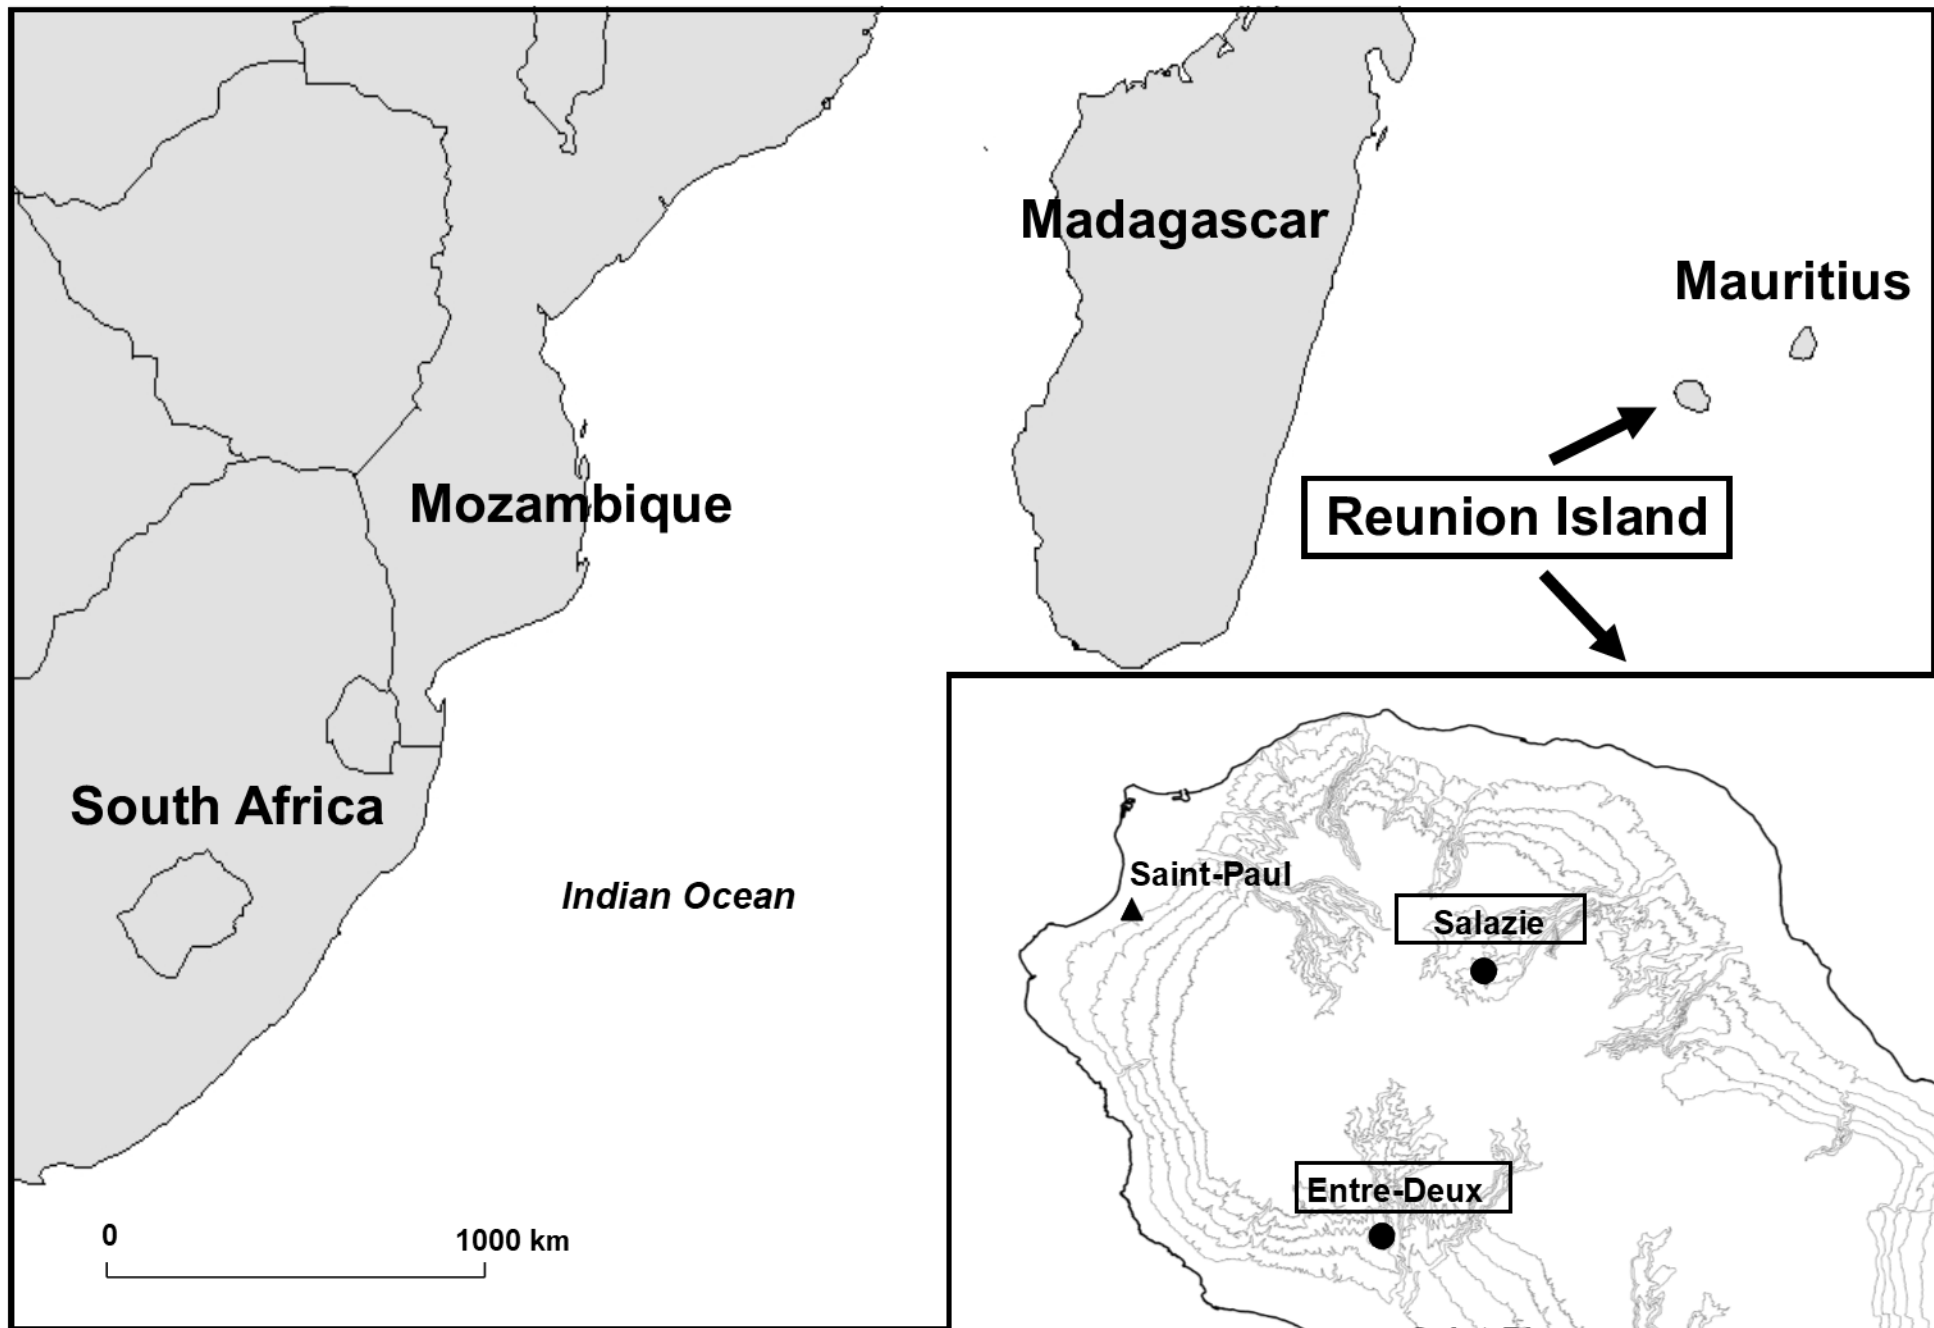 Madagascar
Mauritius
Mozambique
Reunion Island
South Africa
Indian Ocean
Saint-Paul
Salazie
Entre-Deux
0
1000 km